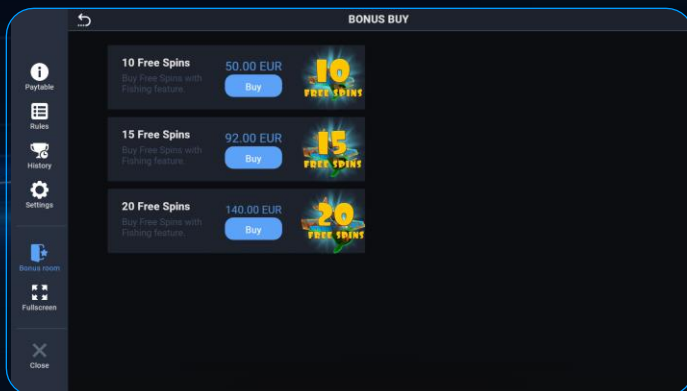 BONUS BUY
Paytable
Rules
History
Settings
Bonus room
Fullscreen
Close
10 Free Spins
Buy Free Spins with
Fishing feature.
50.00 EUR
Buy
10
FREE SPINS
15 Free Spins
Buy Free Spins with
Fishing feature.
92.00 EUR
Buy
15
FREE SPINS
20 Free Spins
Buy Free Spins with
Fishing feature.
140.00 EUR
Buy
20
FREE SPINS